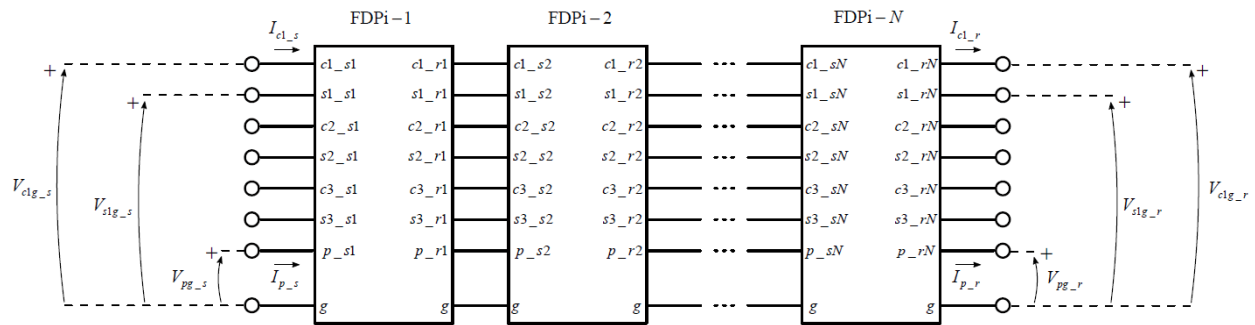 FDPi−1 FDPi−2 FDPi−N
I_c1_s I_c1_r
+ c1_s1 c1_r1 c1_s2 c1_r2 ... c1_sN c1_rN +
+ s1_s1 s1_r1 s1_s2 s1_r2 ... s1_sN s1_rN +
c2_s1 c2_r1 c2_s2 c2_r2 ... c2_sN c2_rN
s2_s1 s2_r1 s2_s2 s2_r2 ... s2_sN s2_rN
V_c1g_s V_s1g_s c3_s1 c3_r1 c3_s2 c3_r2 ... c3_sN c3_rN V_s1g_r V_c1g_r
s3_s1 s3_r1 s3_s2 s3_r2 ... s3_sN s3_rN
+ p_s1 p_r1 p_s2 p_r2 ... p_sN p_rN +
V_pg_s I_p_s I_p_r V_pg_r
g g g g ... g g